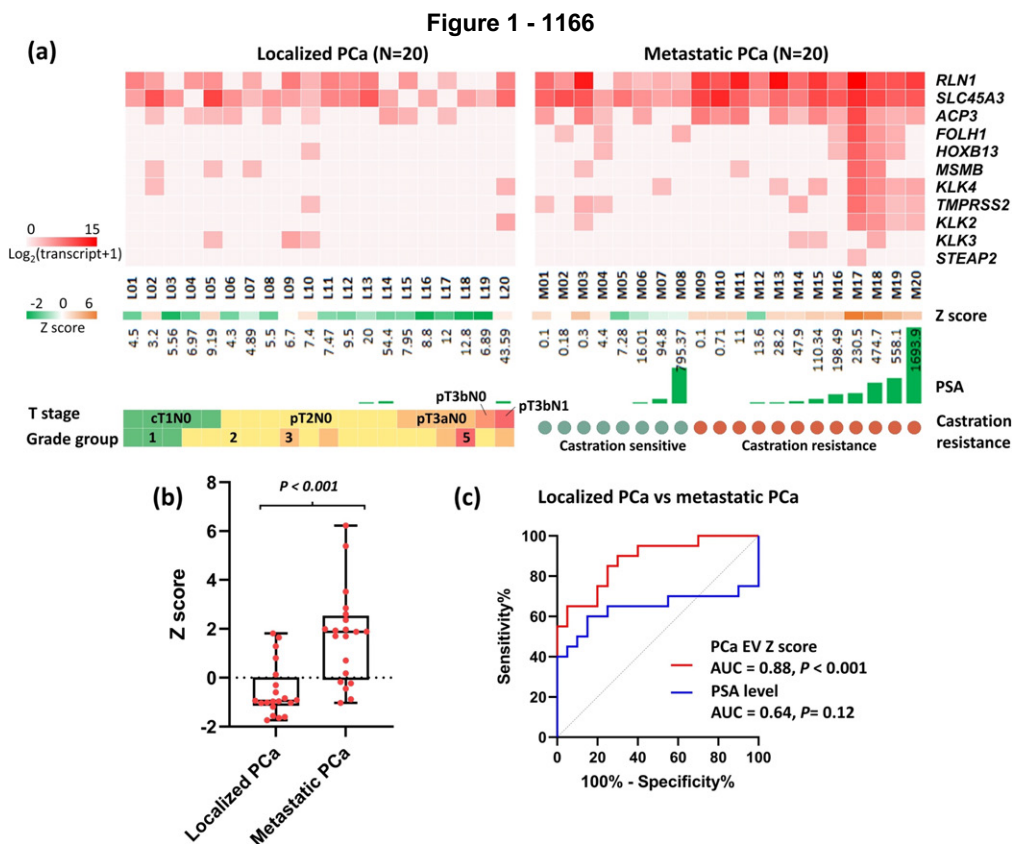 Figure 1 - 1166
(a)
Localized PCa (N=20)
Metastatic PCa (N=20)
RLN1
SLC45A3
ACP3
FOLH1
HOXB13
MSMB
KLK4
TMPRSS2
KLK2
KLK3
STEAP2
0 15
Log2(transcript+1)
L01 L02 L03 L04 L05 L06 L07 L08 L09 L10 L11 L12 L13 L14 L15 L16 L17 L18 L19 L20
M01 M02 M03 M04 M05 M06 M07 M08 M09 M10 M11 M12 M13 M14 M15 M16 M17 M18 M19 M20
-2 0 6
Z score
Z score
4.5 3.2 5.56 6.97 9.19 4.3 4.89 5.5 6.7 7.4 7.47 9.5 20 54.4 7.95 8.8 12 12.8 6.89 43.59
0.1 0.18 0.3 4.4 7.28 16.01 94.8 795.37 0.1 0.71 11 13.6 28.2 47.9 110.34 198.49 230.5 474.7 558.1 1693.9
PSA
pT3bN0
pT3bN1
T stage
cT1N0 pT2N0 pT3aN0
Grade group
1 2 3 5
Castration sensitive
Castration resistance
Castration
resistance
(b)
P < 0.001
Z score
6
4
2
0
-2
Localized PCa
Metastatic PCa
(c)
Localized PCa vs metastatic PCa
Sensitivity%
100
80
60
40
20
0
0 20 40 60 80 100
100% - Specificity%
PCa EV Z score
AUC = 0.88, P < 0.001
PSA level
AUC = 0.64, P= 0.12